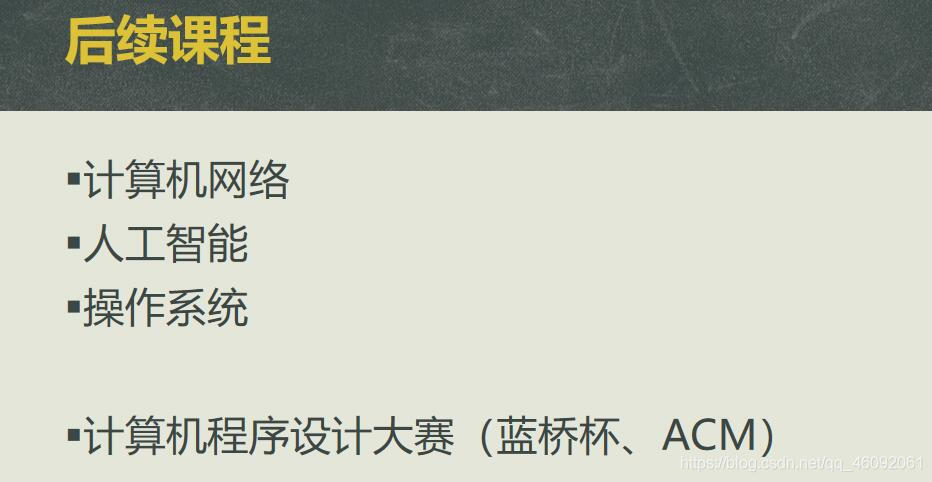 后续课程
▪计算机网络
▪人工智能
▪操作系统
▪计算机程序设计大赛（蓝桥杯、ACM）
https://blog.csdn.net/qq_46092061